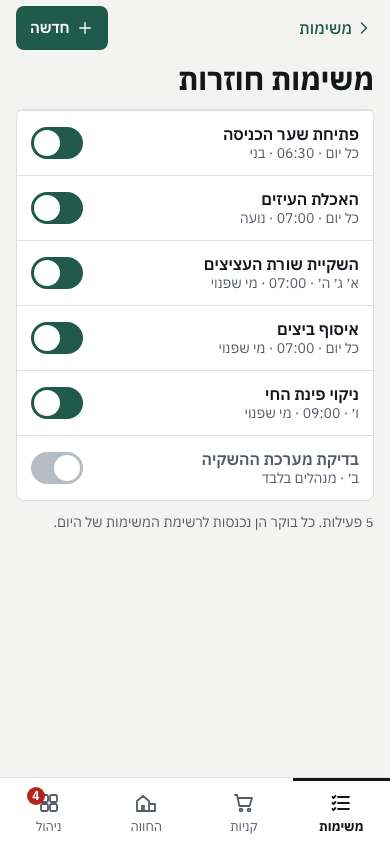 משימות
חדשה
משימות חוזרות
פתיחת שער הכניסה
כל יום · 06:30 · בני
האכלת העיזים
כל יום · 07:00 · נועה
השקיית שורת העציצים
א׳ ג׳ ה׳ · 07:00 · מי שפנוי
איסוף ביצים
כל יום · 07:00 · מי שפנוי
ניקוי פינת החי
ו׳ · 09:00 · מי שפנוי
בדיקת מערכת ההשקיה
ב׳ · מנהלים בלבד
5 פעילות. כל בוקר הן נכנסות לרשימת המשימות של היום.
משימות
קניות
החווה
4
ניהול